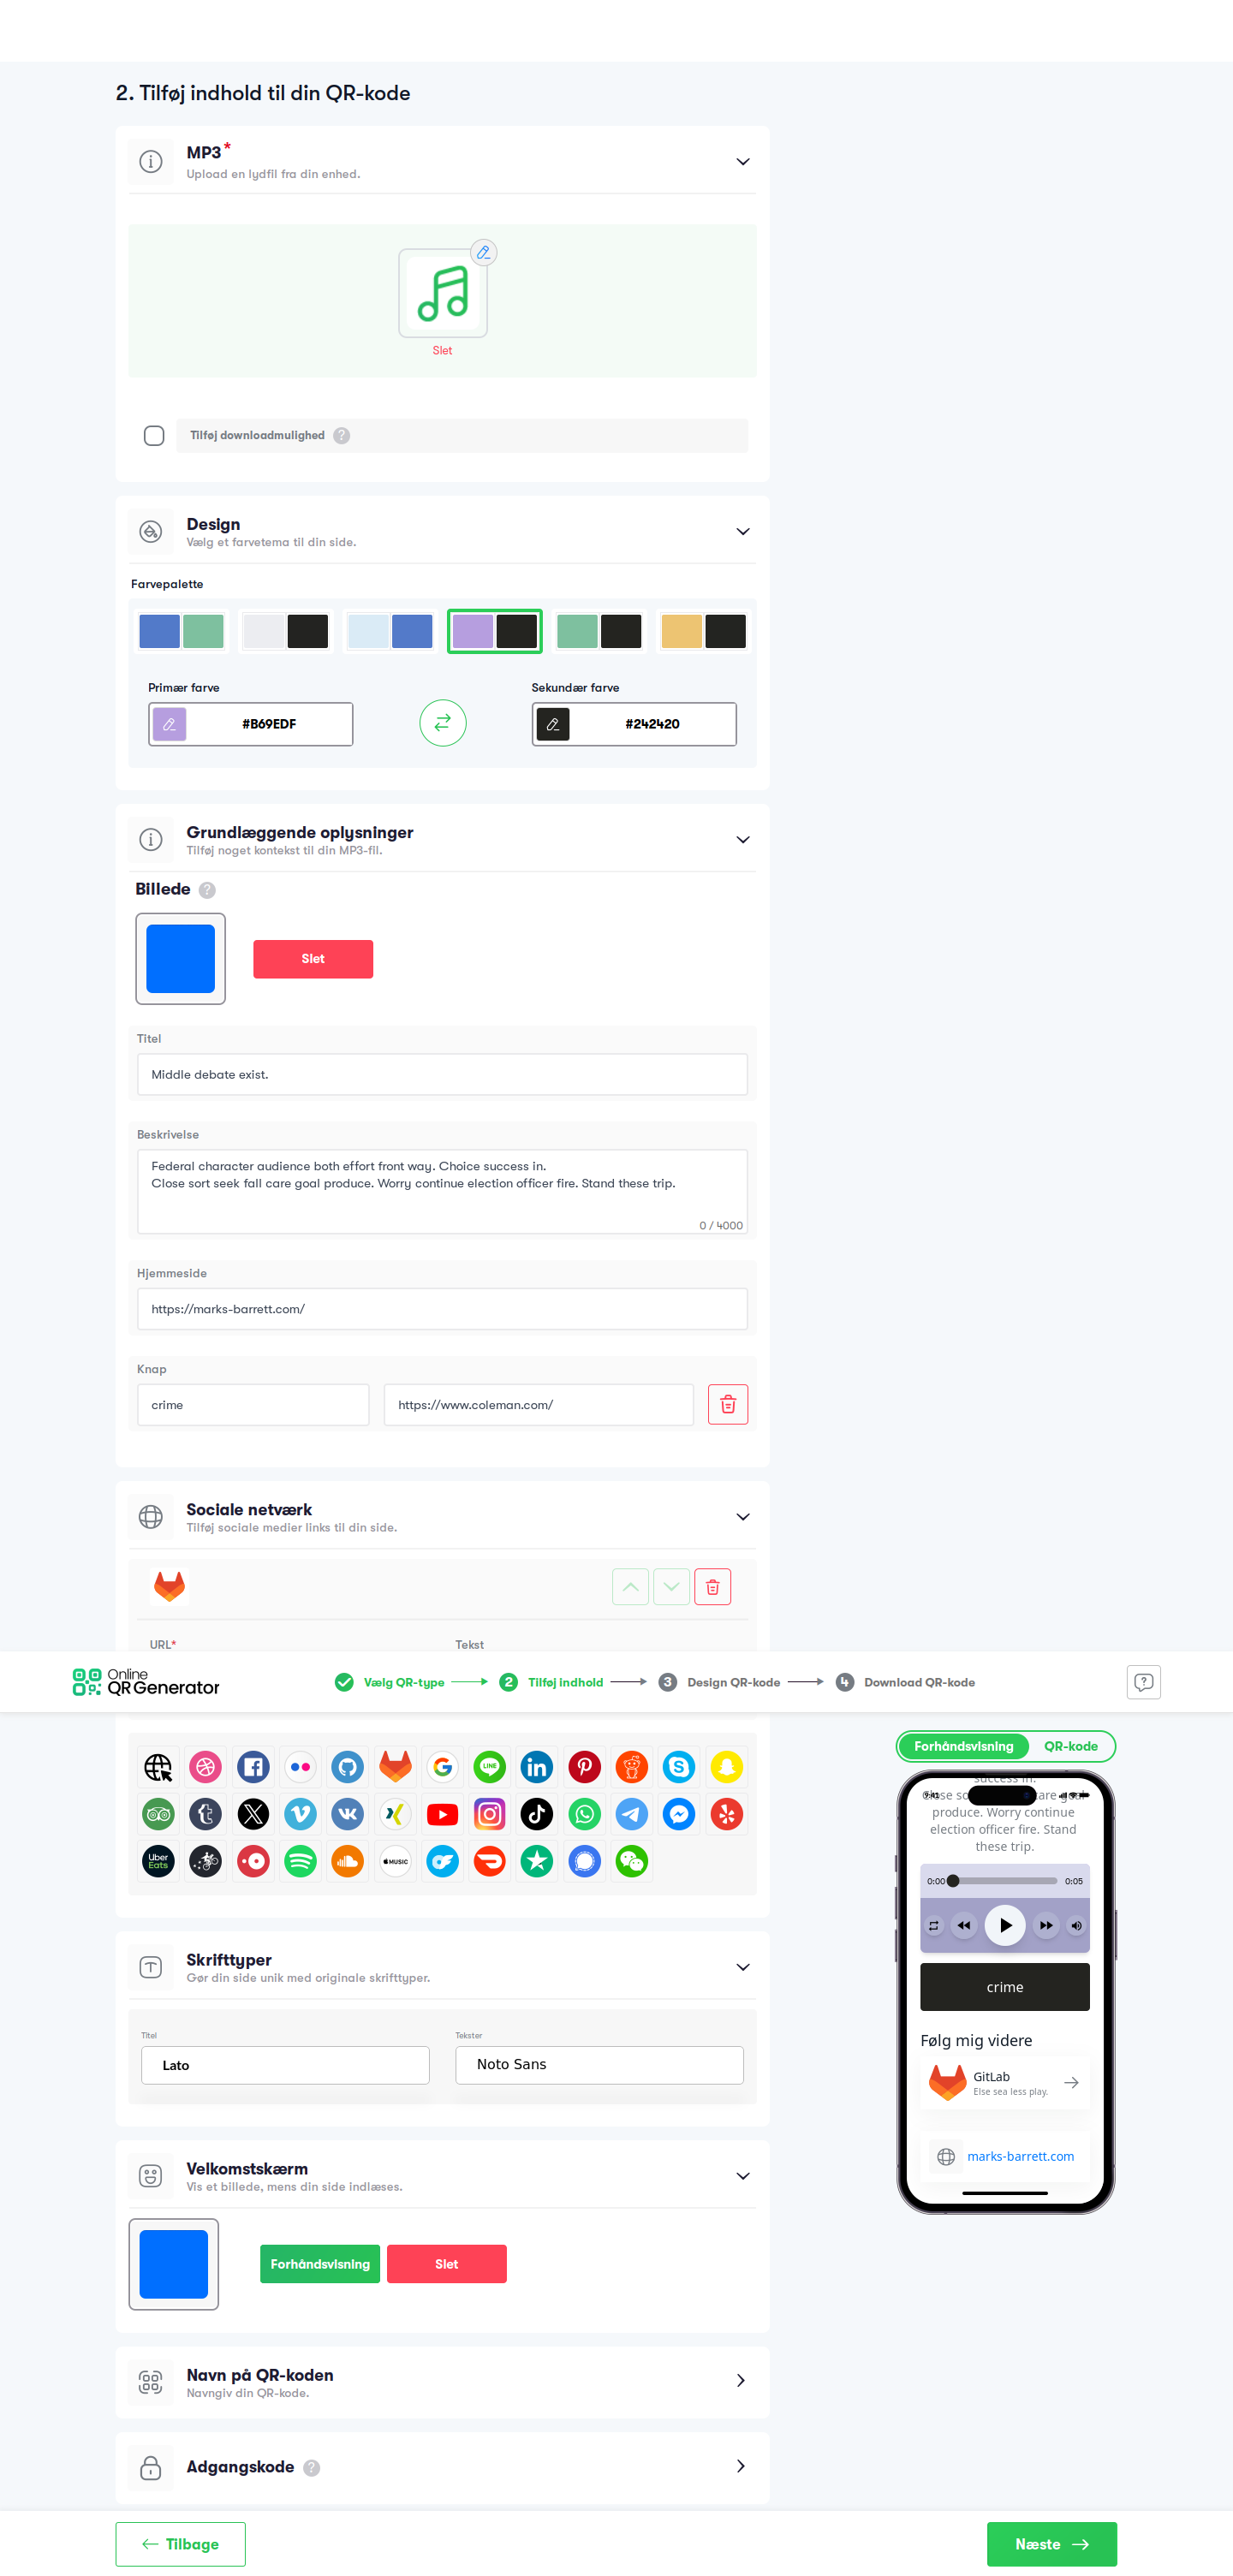 2. Tilføj indhold til din QR-kode
MP3*
Upload en lydfil fra din enhed.
Slet
Tilføj downloadmulighed ?
Design
Vælg et farvetema til din side.
Farvepalette
Primær farve
Sekundær farve
#B69EDF
#242420
Grundlæggende oplysninger
Tilføj noget kontekst til din MP3-fil.
Billede ?
Slet
Titel
Middle debate exist.
Beskrivelse
Federal character audience both effort front way. Choice success in.
Close sort seek fall care goal produce. Worry continue election officer fire. Stand these trip.
0 / 4000
Hjemmeside
https://marks-barrett.com/
Knap
crime
https://www.coleman.com/
Sociale netværk
Tilføj sociale medier links til din side.
URL*
Tekst
Online
QR Generator
Vælg QR-type
2 Tilføj indhold
3 Design QR-kode
4 Download QR-kode
LINE
Uber
Eats
MUSIC
Skrifttyper
Gør din side unik med originale skrifttyper.
Titel
Lato
Tekster
Noto Sans
Velkomstskærm
Vis et billede, mens din side indlæses.
Forhåndsvisning
Slet
Navn på QR-koden
Navngiv din QR-kode.
Adgangskode ?
Tilbage
Næste
Forhåndsvisning
QR-kode
success in.
produce. Worry continue
election officer fire. Stand
these trip.
0:00
0:05
crime
Følg mig videre
GitLab
Else sea less play.
marks-barrett.com